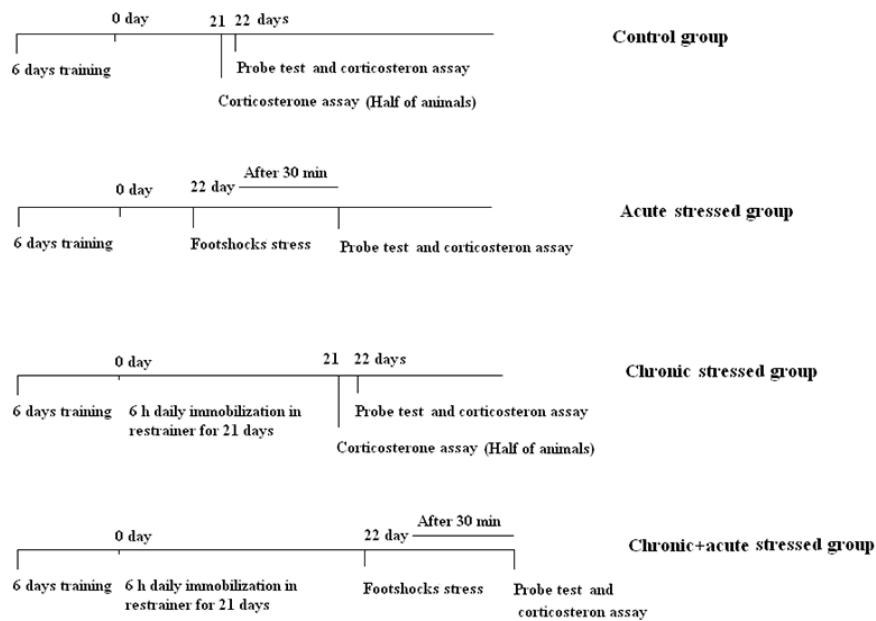 0 day
21 22 days
Control group
6 days training
Probe test and corticosteron assay
Corticosterone assay (Half of animals)
After 30 min
0 day
22 day
Acute stressed group
6 days training
Footshocks stress
Probe test and corticosteron assay
0 day
21 22 days
Chronic stressed group
6 days training
6 h daily immobilization in
restrainer for 21 days
Probe test and corticosteron assay
Corticosterone assay (Half of animals)
After 30 min
0 day
22 day
Chronic+acute stressed group
6 days training
6 h daily immobilization in
restrainer for 21 days
Footshocks stress
Probe test and
corticosteron assay